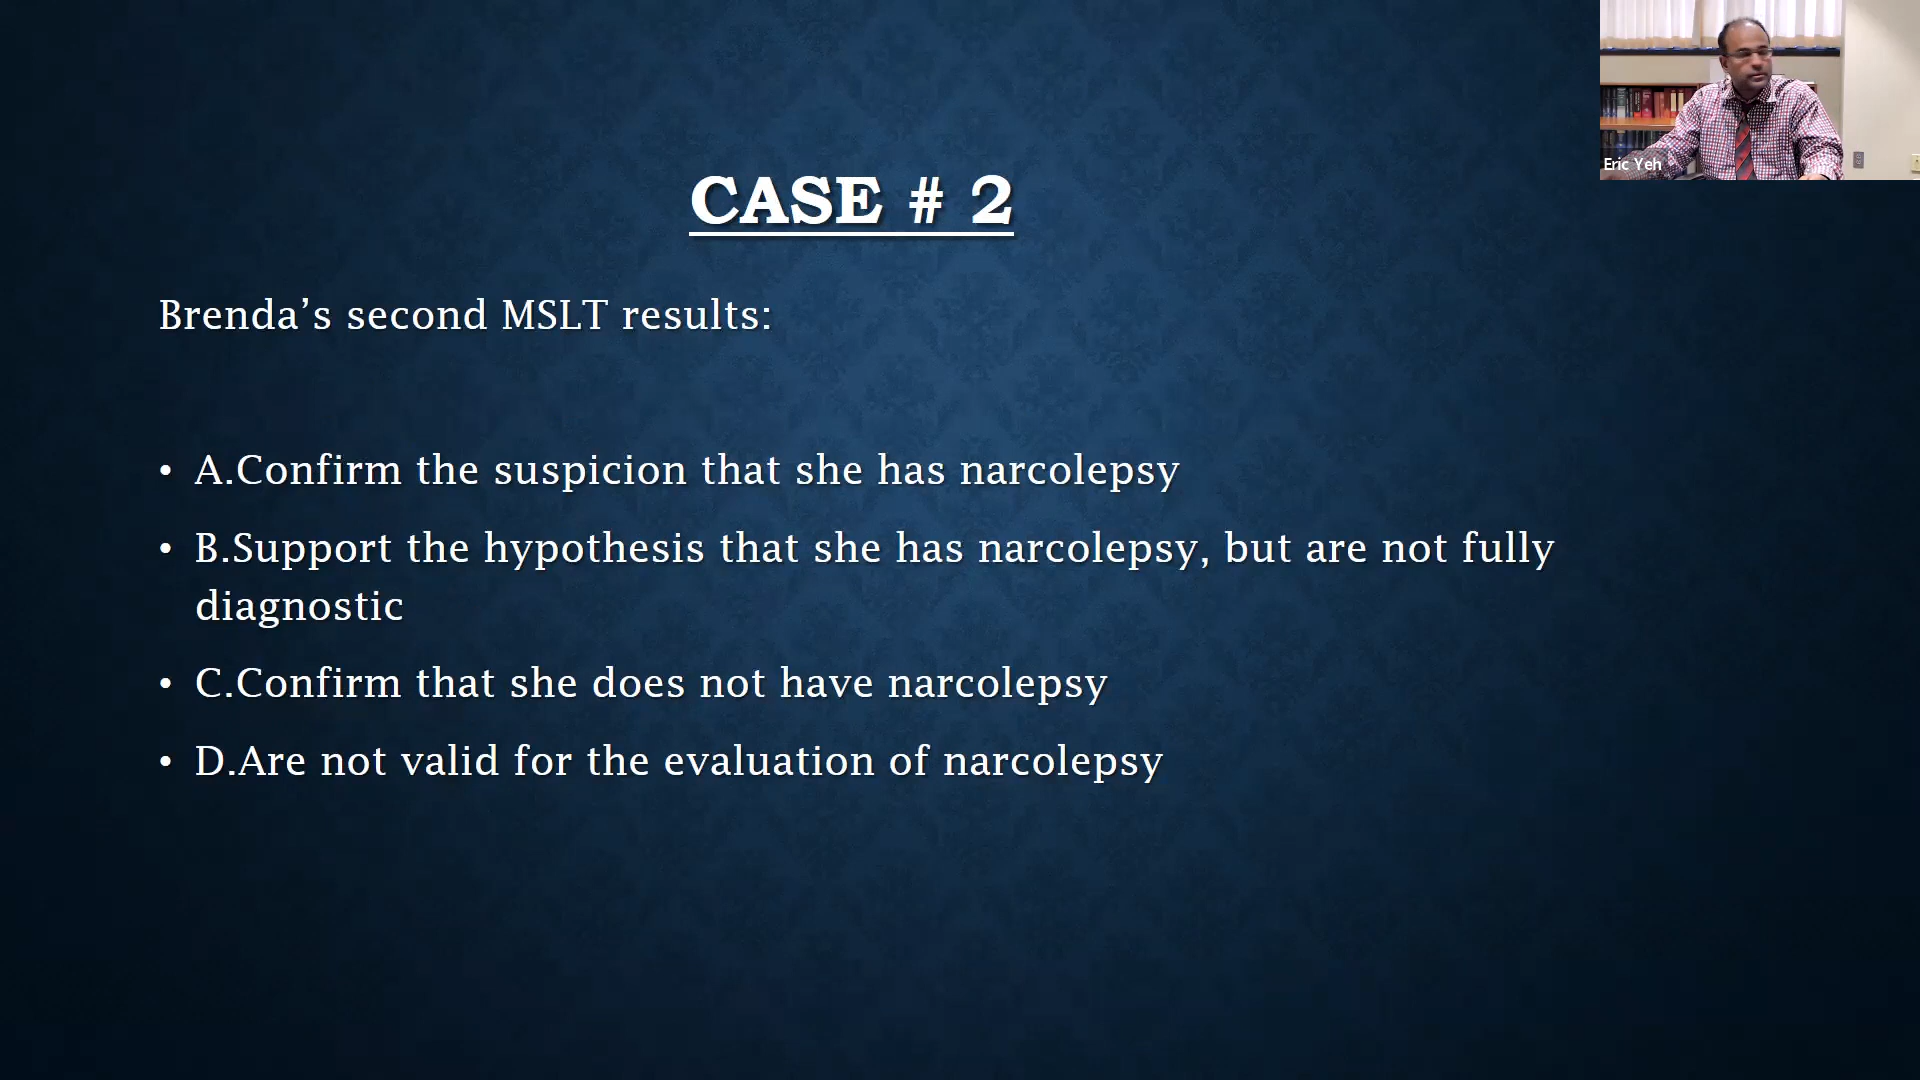 Eric Yeh
CASE # 2
Brenda’s second MSLT results:
• A.Confirm the suspicion that she has narcolepsy
• B.Support the hypothesis that she has narcolepsy, but are not fully
diagnostic
• C.Confirm that she does not have narcolepsy
• D.Are not valid for the evaluation of narcolepsy